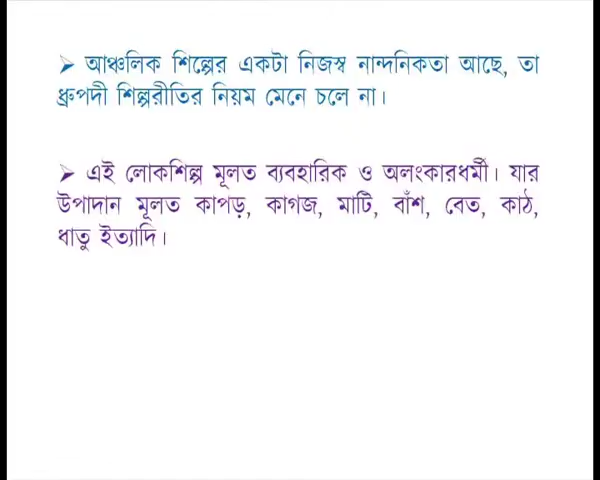 ➢ আঞ্চলিক শিল্পের একটা নিজস্ব নান্দনিকতা আছে, তা
ধ্রুপদী শিল্পরীতির নিয়ম মেনে চলে না।
➢ এই লোকশিল্প মূলত ব্যবহারিক ও অলংকারধর্মী। যার
উপাদান মূলত কাপড়, কাগজ, মাটি, বাঁশ, বেত, কাঠ,
ধাতু ইত্যাদি।